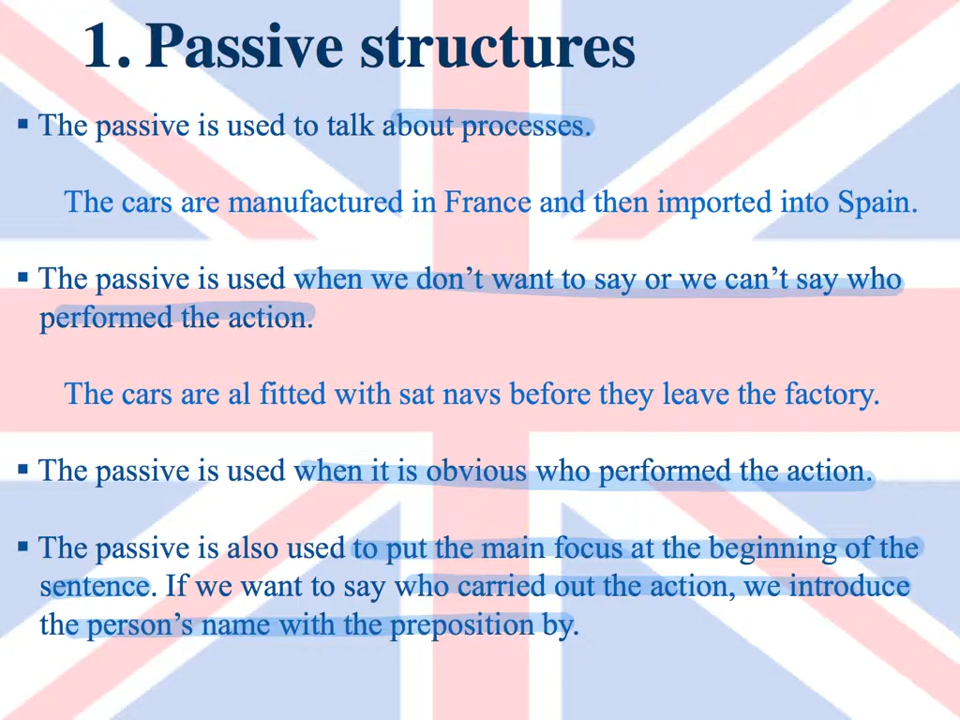 1. Passive structures
▪ The passive is used to talk about processes.
The cars are manufactured in France and then imported into Spain.
▪ The passive is used when we don’t want to say or we can’t say who
performed the action.
The cars are al fitted with sat navs before they leave the factory.
▪ The passive is used when it is obvious who performed the action.
▪ The passive is also used to put the main focus at the beginning of the
sentence. If we want to say who carried out the action, we introduce
the person’s name with the preposition by.